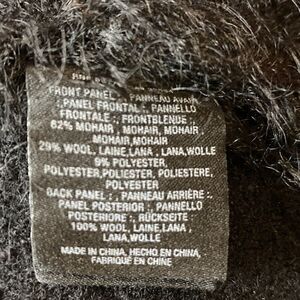 FRONT PANEL :, PANNEAU AVANT
:, PANEL FRONTAL :, PANNELLO
FRONTALE :, FRONTBLENDE :,
62% MOHAIR, MOHAIR, MOHAIR,
MOHAIR,MOHAIR
29% WOOL, LAINE,LANA, LANA,WOLLE
9% POLYESTER,
POLYESTER,POLIESTER, POLIESTERE,
POLYESTER
BACK PANEL :, PANNEAU ARRIÈRE :,
PANEL POSTERIOR :, PANNELLO
POSTERIORE :, RÜCKSEITE :
100% WOOL, LAINE,LANA,
LANA,WOLLE
MADE IN CHINA, HECHO EN CHINA,
FABRIQUÉ EN CHINE